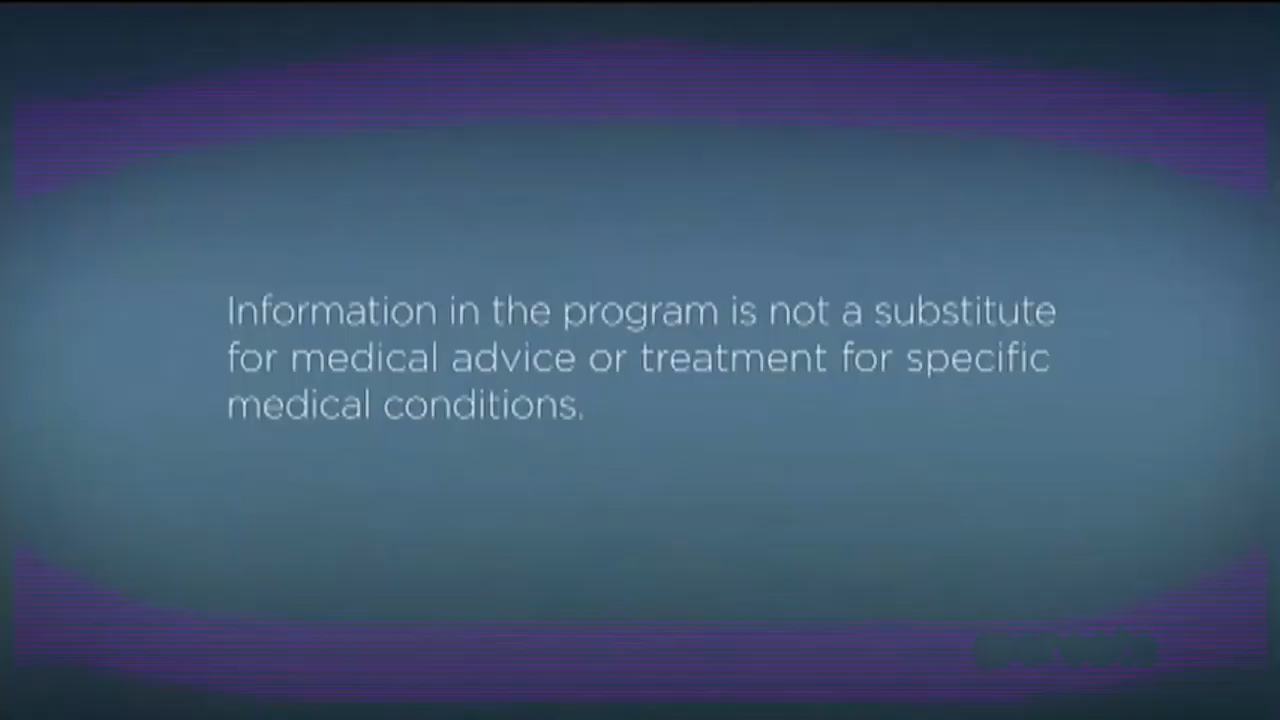 Information in the program is not a substitute
for medical advice or treatment for specific
medical conditions.